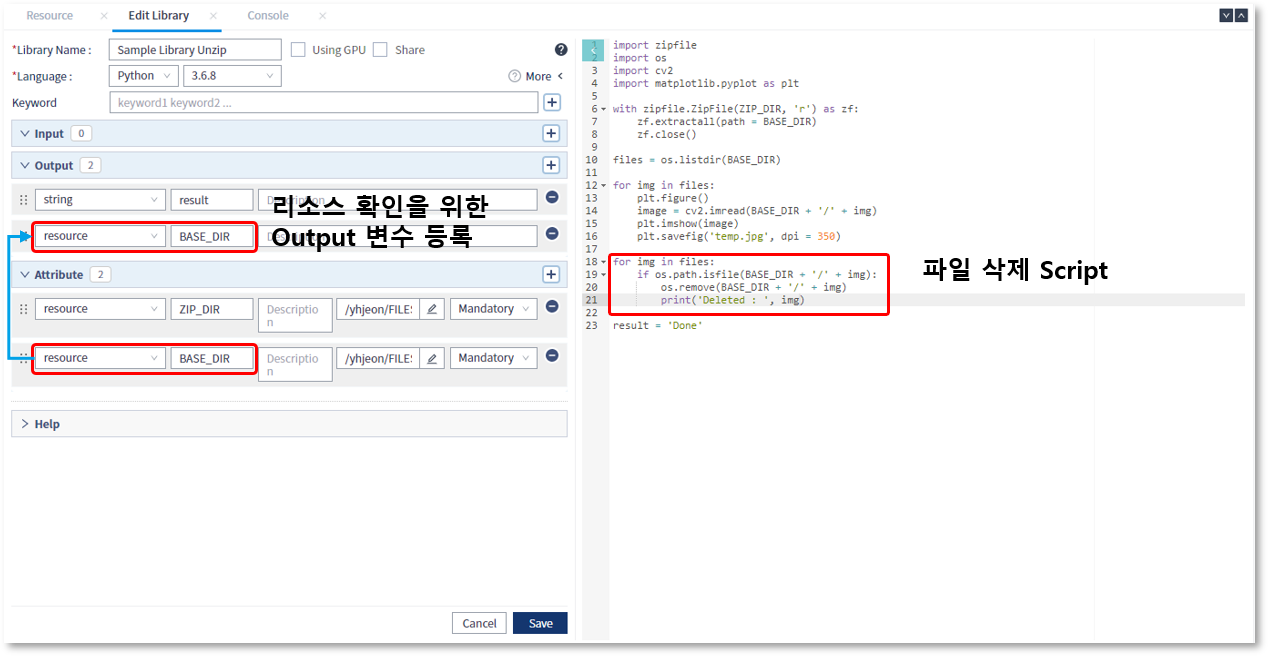 Resource
Edit Library
Console
*Library Name :
Sample Library Unzip
Using GPU
Share
*Language :
Python
3.6.8
More
Keyword
keyword1 keyword2 ...
Input 0
Output 2
string
result
리소스 확인을 위한
resource
BASE_DIR
Output 변수 등록
Attribute 2
resource
ZIP_DIR
Descriptio
n
/yhjeon/FILE
Mandatory
resource
BASE_DIR
Descriptio
n
/yhjeon/FILE
Mandatory
Help
Cancel
Save
1 import zipfile
2 import os
3 import cv2
4 import matplotlib.pyplot as plt
5
6 with zipfile.ZipFile(ZIP_DIR, 'r') as zf:
7 zf.extractall(path = BASE_DIR)
8 zf.close()
9
10 files = os.listdir(BASE_DIR)
11
12 for img in files:
13 plt.figure()
14 image = cv2.imread(BASE_DIR + '/' + img)
15 plt.imshow(image)
16 plt.savefig('temp.jpg', dpi = 350)
17
18 for img in files:
19 if os.path.isfile(BASE_DIR + '/' + img):
20 os.remove(BASE_DIR + '/' + img)
21 print('Deleted : ', img)
22
23 result = 'Done'
파일 삭제 Script